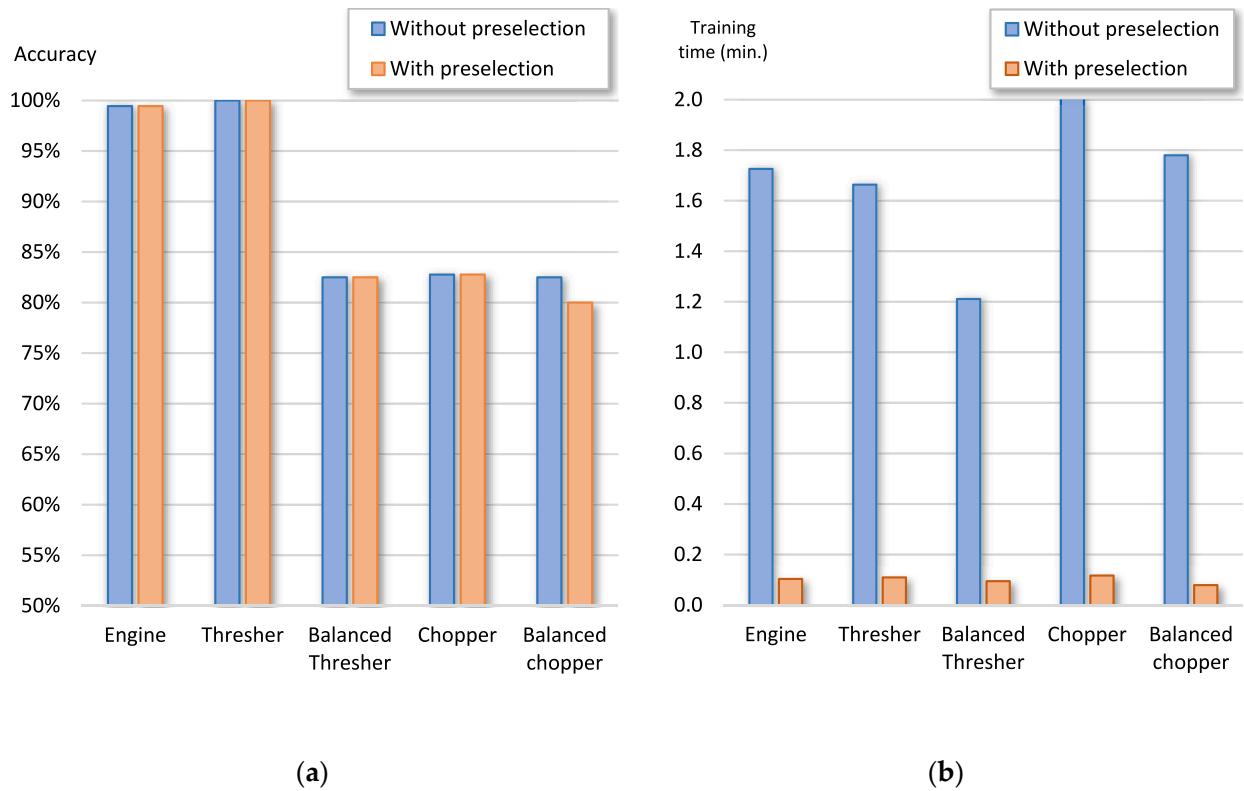 Accuracy
Without preselection
With preselection
100%
95%
90%
85%
80%
75%
70%
65%
60%
55%
50%
Engine
Thresher
Balanced
Thresher
Chopper
Balanced
chopper
(a)
Training
time (min.)
Without preselection
With preselection
2.0
1.8
1.6
1.4
1.2
1.0
0.8
0.6
0.4
0.2
0.0
Engine
Thresher
Balanced
Thresher
Chopper
Balanced
chopper
(b)